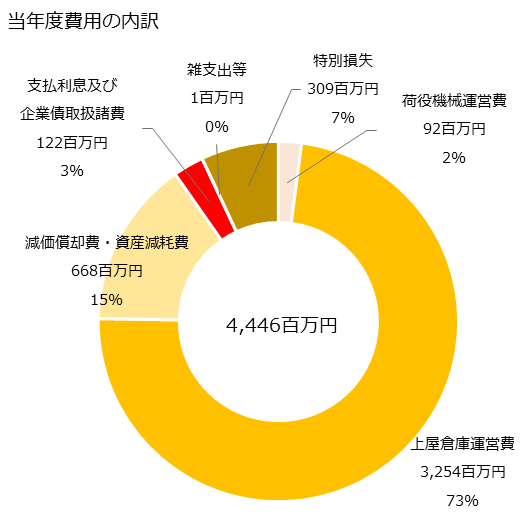 当年度費用の内訳
支払利息及び
企業債取扱諸費
122百万円
3%
雑支出等
1百万円
0%
特別損失
309百万円
7%
荷役機械運営費
92百万円
2%
減価償却費・資産減耗費
668百万円
15%
4,446百万円
上屋倉庫運営費
3,254百万円
73%